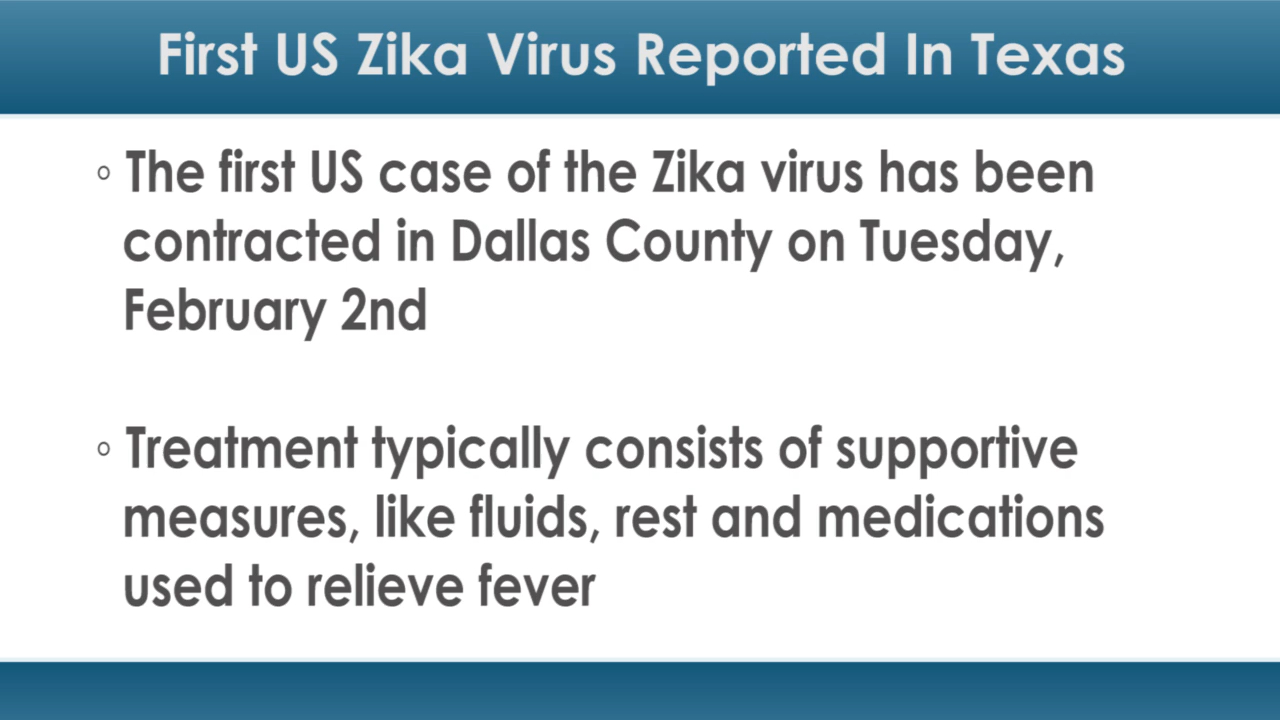 First US Zika Virus Reported In Texas
◦ The first US case of the Zika virus has been
contracted in Dallas County on Tuesday,
February 2nd
◦ Treatment typically consists of supportive
measures, like fluids, rest and medications
used to relieve fever